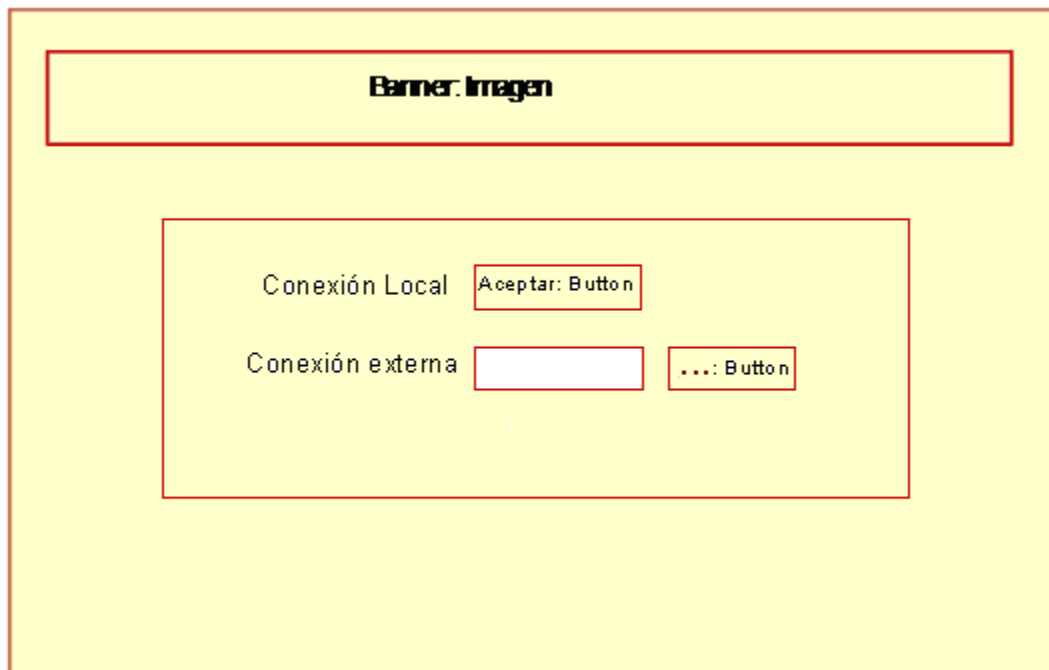 Banner: Imagen
Conexión Local Aceptar: Button
Conexión externa ...: Button